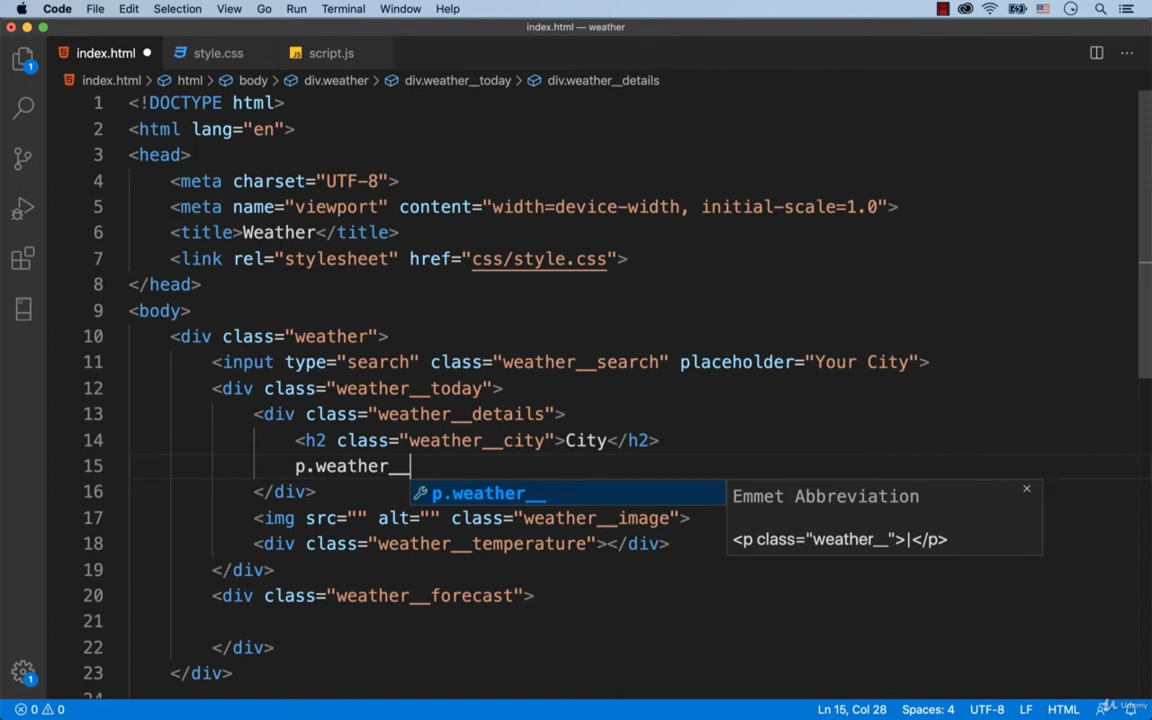 Code File Edit Selection View Go Run Terminal Window Help
index.html — weather
index.html style.css script.js
index.html > html > body > div.weather > div.weather__today > div.weather__details
1 <!DOCTYPE html>
2 <html lang="en">
3 <head>
4 <meta charset="UTF-8">
5 <meta name="viewport" content="width=device-width, initial-scale=1.0">
6 <title>Weather</title>
7 <link rel="stylesheet" href="css/style.css">
8 </head>
9 <body>
10 <div class="weather">
11 <input type="search" class="weather__search" placeholder="Your City">
12 <div class="weather__today">
13 <div class="weather__details">
14 <h2 class="weather__city">City</h2>
15 p.weather__
16 </div>
p.weather__
Emmet Abbreviation
<p class="weather__">|</p>
17 <img src="" alt="" class="weather__image">
18 <div class="weather__temperature"></div>
19 </div>
20 <div class="weather__forecast">
21
22 </div>
23 </div>
24
1
1
0 0 Ln 15, Col 28 Spaces: 4 UTF-8 LF HTML
Udemy